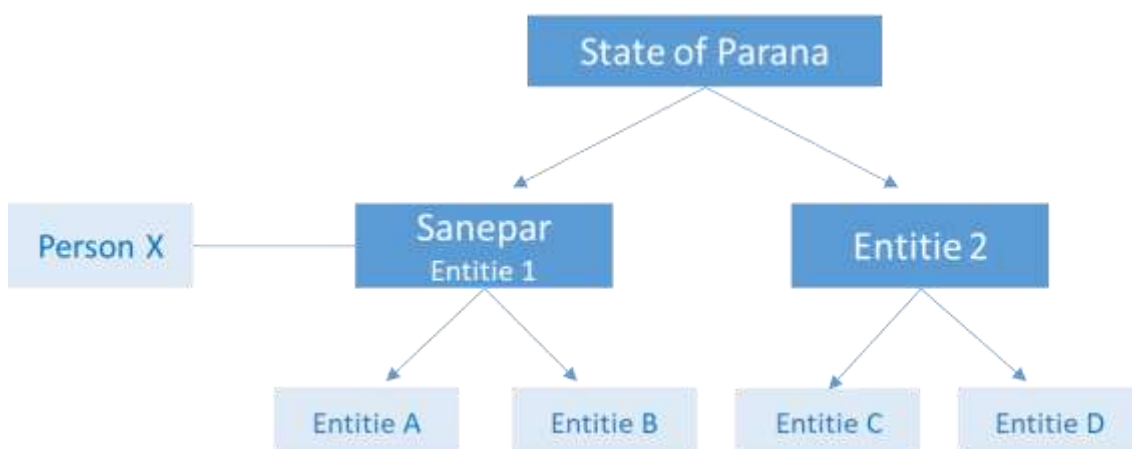 State of Parana
Person X
Sanepar
Entitie 1
Entitie 2
Entitie A
Entitie B
Entitie C
Entitie D